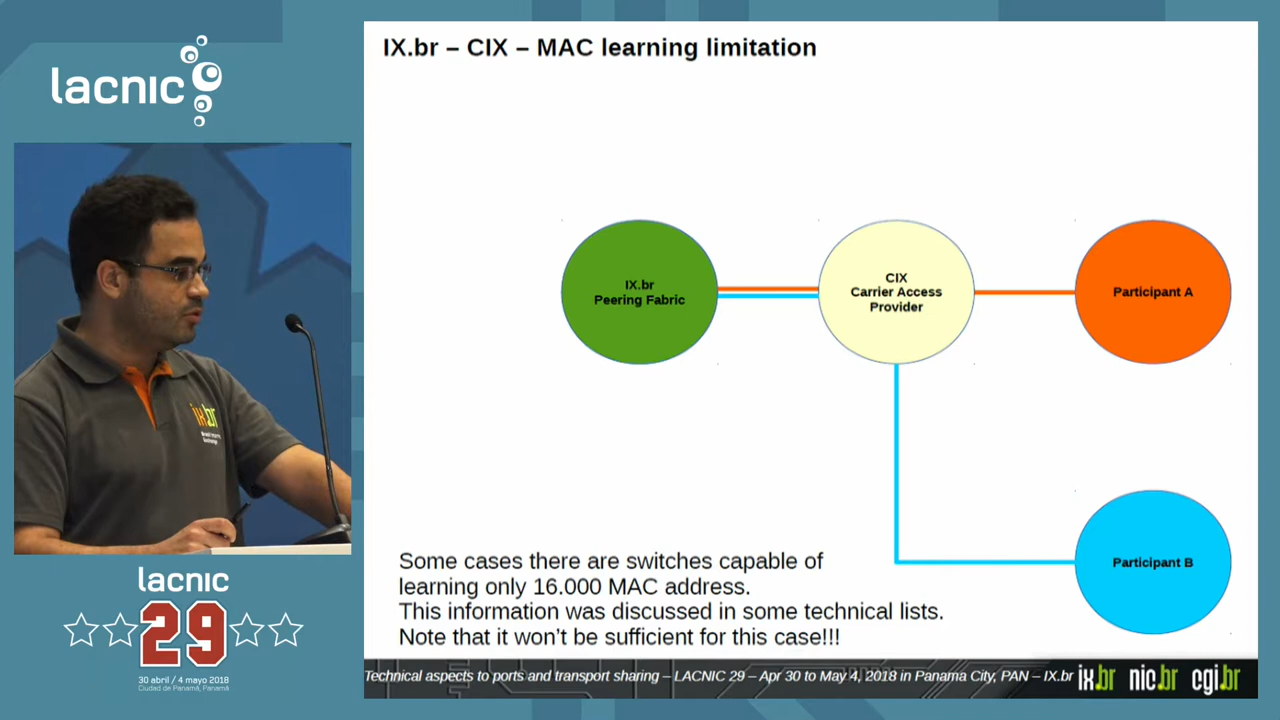 lacnic
IX.br – CIX – MAC learning limitation
IX.br
Peering Fabric
CIX
Carrier Access
Provider
Participant A
Participant B
ix.br
Some cases there are switches capable of
learning only 16.000 MAC address.
This information was discussed in some technical lists.
Note that it won't be sufficient for this case!!!
lacnic
29
30 abril / 4 mayo 2018
Ciudad de Panamá, Panamá
Technical aspects to ports and transport sharing – LACNIC 29 – Apr 30 to May 4, 2018 in Panama City, PAN – IX.br
ix.br nic.br cgi.br